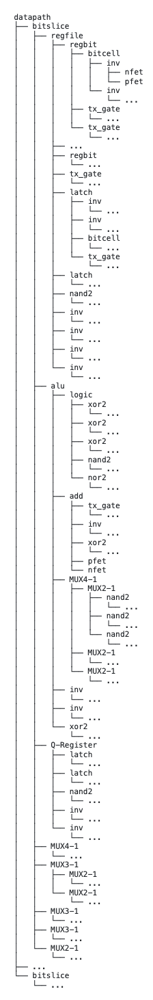 datapath
├── bitslice
│   ├── regfile
│   │   ├── regbit
│   │   │   ├── bitcell
│   │   │   │   ├── inv
│   │   │   │   │   ├── nfet
│   │   │   │   │   └── pfet
│   │   │   │   └── inv
│   │   │   │       └── ...
│   │   │   ├── tx_gate
│   │   │   │   └── ...
│   │   │   └── tx_gate
│   │   │       └── ...
│   │   ├── ...
│   │   ├── regbit
│   │   │   └── ...
│   │   ├── tx_gate
│   │   │   └── ...
│   │   ├── latch
│   │   │   ├── inv
│   │   │   │   └── ...
│   │   │   ├── inv
│   │   │   │   └── ...
│   │   │   ├── bitcell
│   │   │   │   └── ...
│   │   │   └── tx_gate
│   │   │       └── ...
│   │   ├── latch
│   │   │   └── ...
│   │   ├── nand2
│   │   │   └── ...
│   │   ├── inv
│   │   │   └── ...
│   │   ├── inv
│   │   │   └── ...
│   │   ├── inv
│   │   │   └── ...
│   │   └── inv
│   │       └── ...
│   ├── alu
│   │   ├── logic
│   │   │   ├── xor2
│   │   │   │   └── ...
│   │   │   ├── xor2
│   │   │   │   └── ...
│   │   │   ├── xor2
│   │   │   │   └── ...
│   │   │   ├── nand2
│   │   │   │   └── ...
│   │   │   └── nor2
│   │   │       └── ...
│   │   ├── add
│   │   │   ├── tx_gate
│   │   │   │   └── ...
│   │   │   ├── inv
│   │   │   │   └── ...
│   │   │   ├── xor2
│   │   │   │   └── ...
│   │   │   ├── pfet
│   │   │   └── nfet
│   │   ├── MUX4-1
│   │   │   ├── MUX2-1
│   │   │   │   ├── nand2
│   │   │   │   │   └── ...
│   │   │   │   ├── nand2
│   │   │   │   │   └── ...
│   │   │   │   └── nand2
│   │   │   │       └── ...
│   │   │   ├── MUX2-1
│   │   │   │   └── ...
│   │   │   └── MUX2-1
│   │   │       └── ...
│   │   ├── inv
│   │   │   └── ...
│   │   ├── inv
│   │   │   └── ...
│   │   └── xor2
│   │       └── ...
│   ├── Q-Register
│   │   ├── latch
│   │   │   └── ...
│   │   ├── latch
│   │   │   └── ...
│   │   ├── nand2
│   │   │   └── ...
│   │   ├── inv
│   │   │   └── ...
│   │   └── inv
│   │       └── ...
│   ├── MUX4-1
│   │   └── ...
│   ├── MUX3-1
│   │   ├── MUX2-1
│   │   │   └── ...
│   │   └── MUX2-1
│   │       └── ...
│   ├── MUX3-1
│   │   └── ...
│   ├── MUX3-1
│   │   └── ...
│   └── MUX2-1
│       └── ...
├── ...
└── bitslice
    └── ...